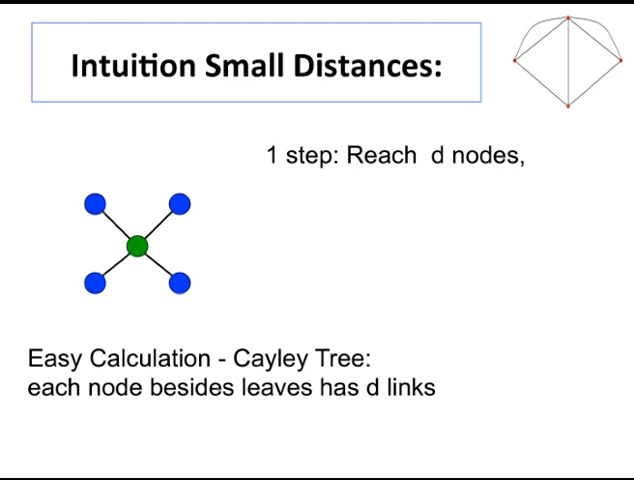 Intuition Small Distances:
1 step: Reach d nodes,
Easy Calculation - Cayley Tree:
each node besides leaves has d links